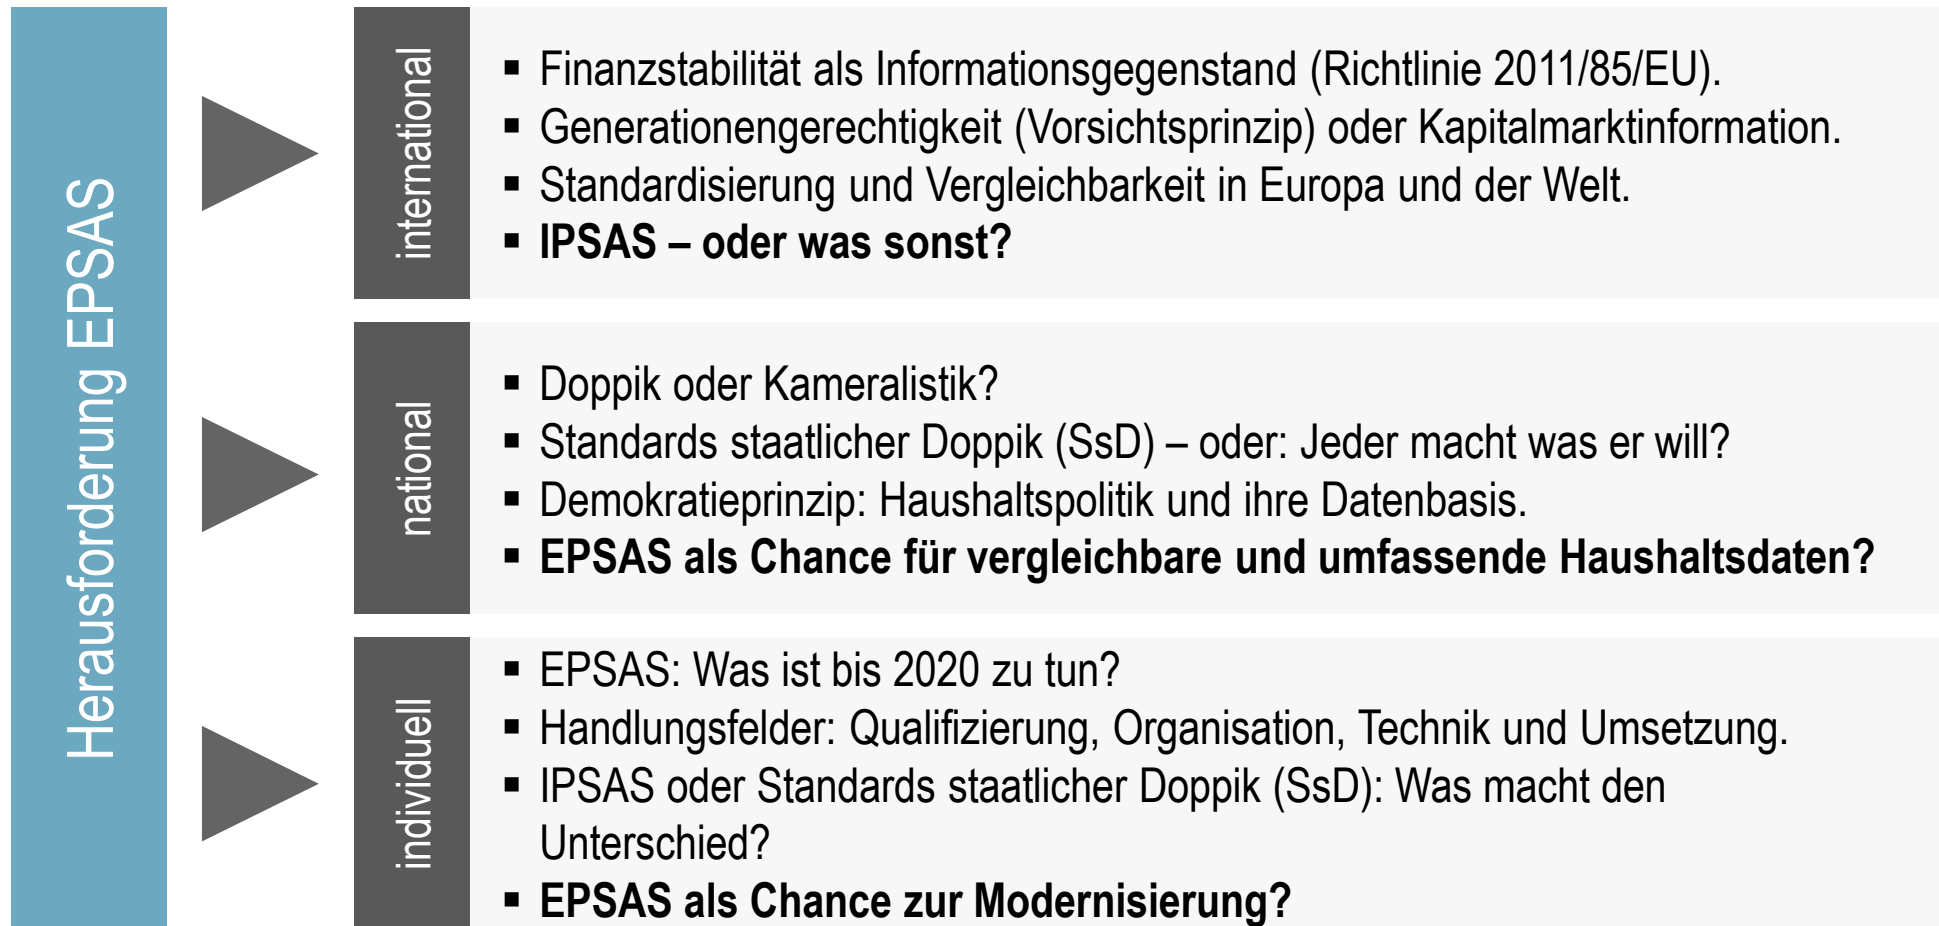 Herausforderung EPSAS
international
▪ Finanzstabilität als Informationsgegenstand (Richtlinie 2011/85/EU).
▪ Generationengerechtigkeit (Vorsichtsprinzip) oder Kapitalmarktinformation.
▪ Standardisierung und Vergleichbarkeit in Europa und der Welt.
▪ IPSAS – oder was sonst?
national
▪ Doppik oder Kameralistik?
▪ Standards staatlicher Doppik (SsD) – oder: Jeder macht was er will?
▪ Demokratieprinzip: Haushaltspolitik und ihre Datenbasis.
▪ EPSAS als Chance für vergleichbare und umfassende Haushaltsdaten?
individuell
▪ EPSAS: Was ist bis 2020 zu tun?
▪ Handlungsfelder: Qualifizierung, Organisation, Technik und Umsetzung.
▪ IPSAS oder Standards staatlicher Doppik (SsD): Was macht den
Unterschied?
▪ EPSAS als Chance zur Modernisierung?